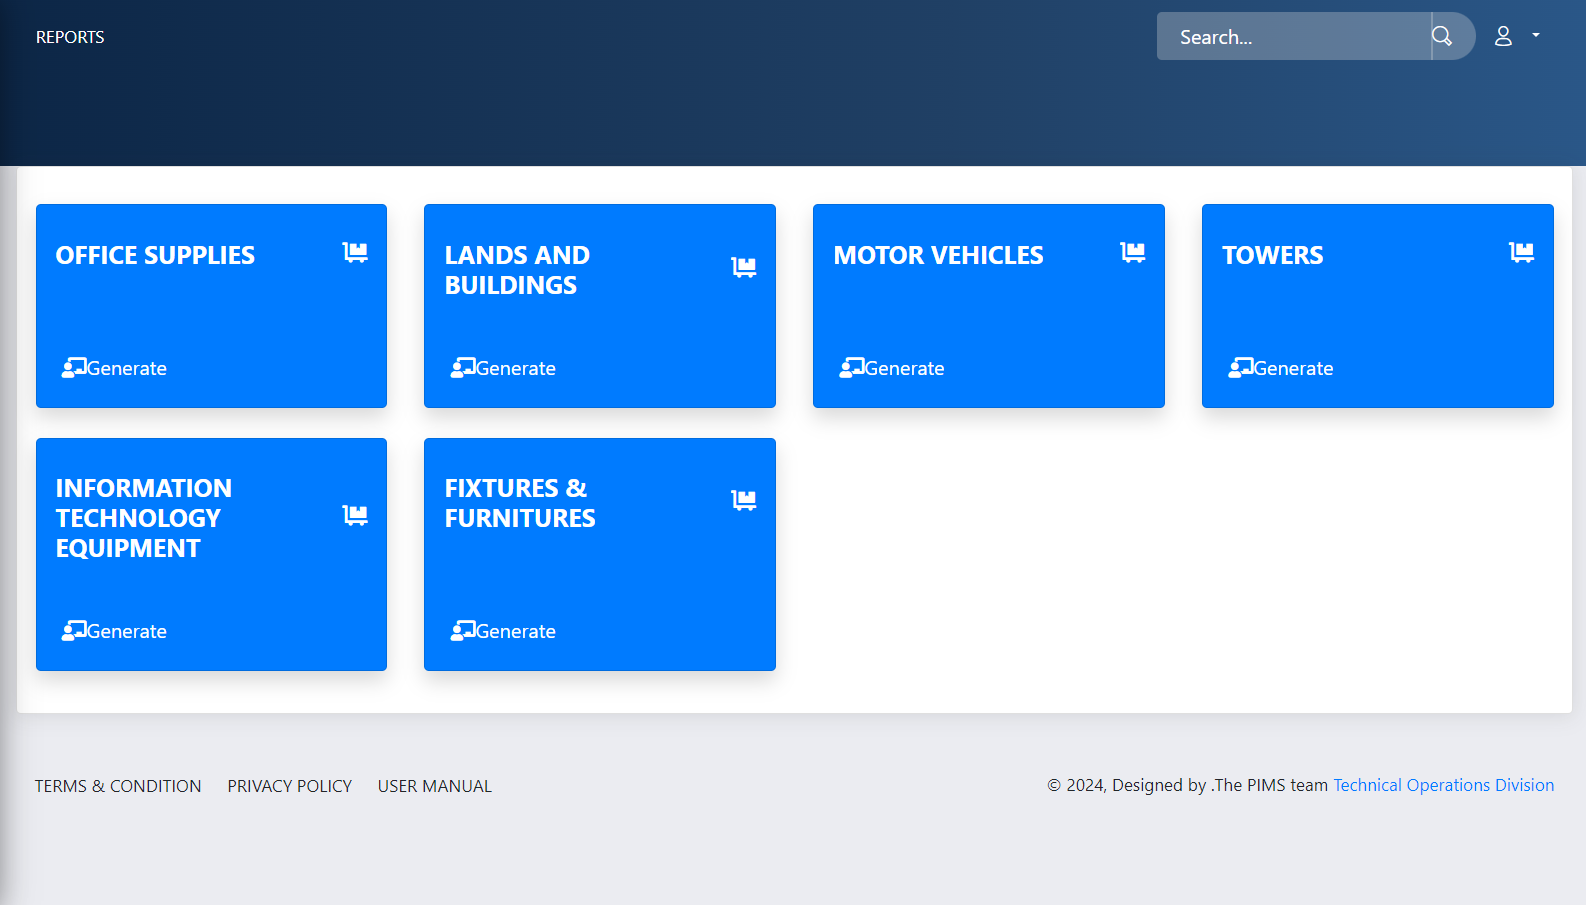 REPORTS
Search...
OFFICE SUPPLIES
Generate
LANDS AND
BUILDINGS
Generate
MOTOR VEHICLES
Generate
TOWERS
Generate
INFORMATION
TECHNOLOGY
EQUIPMENT
Generate
FIXTURES &
FURNITURES
Generate
TERMS & CONDITION PRIVACY POLICY USER MANUAL
© 2024, Designed by .The PIMS team Technical Operations Division